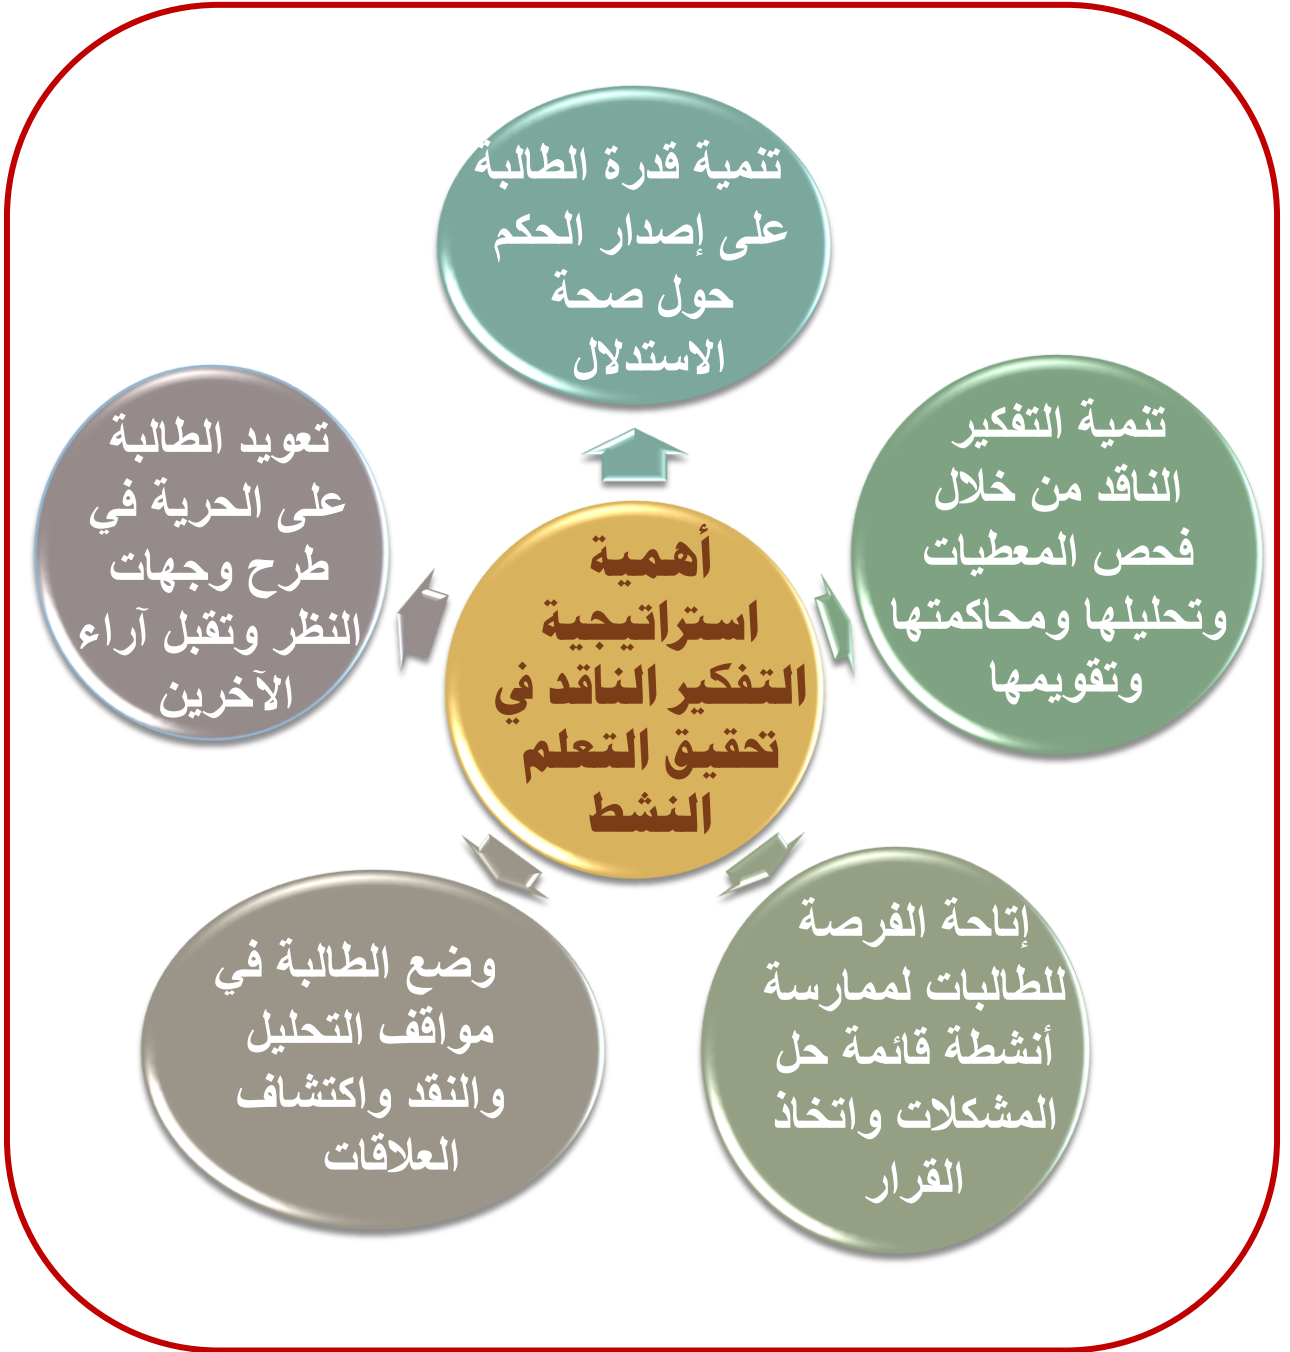 تنمية قدرة الطالبة
على إصدار الحكم
حول صحة
الاستدلال
تنمية التفكير
الناقد من خلال
فحص المعطيات
وتحليلها ومحاكمتها
وتقويمها
تعويد الطالبة
على الحرية في
طرح وجهات
النظر وتقبل آراء
الآخرين
أهمية
استراتيجية
التفكير الناقد في
تحقيق التعلم
النشط
إتاحة الفرصة
للطالبات لممارسة
أنشطة قائمة حل
المشكلات واتخاذ
القرار
وضع الطالبة في
مواقف التحليل
والنقد واكتشاف
العلاقات